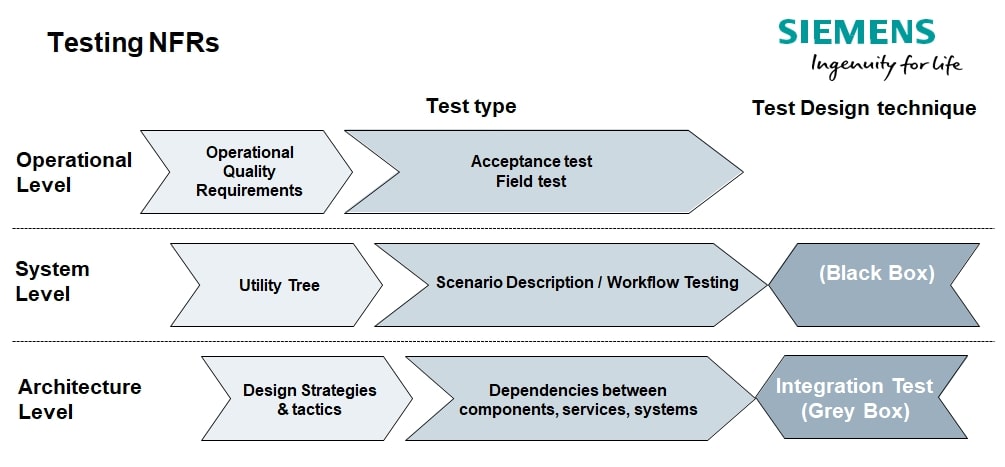 Testing NFRs
SIEMENS
Ingenuity for life
Test type
Test Design technique
Operational
Level
Operational
Quality
Requirements
Acceptance test
Field test
System
Level
Utility Tree
Scenario Description / Workflow Testing
(Black Box)
Architecture
Level
Design Strategies
& tactics
Dependencies between
components, services, systems
Integration Test
(Grey Box)